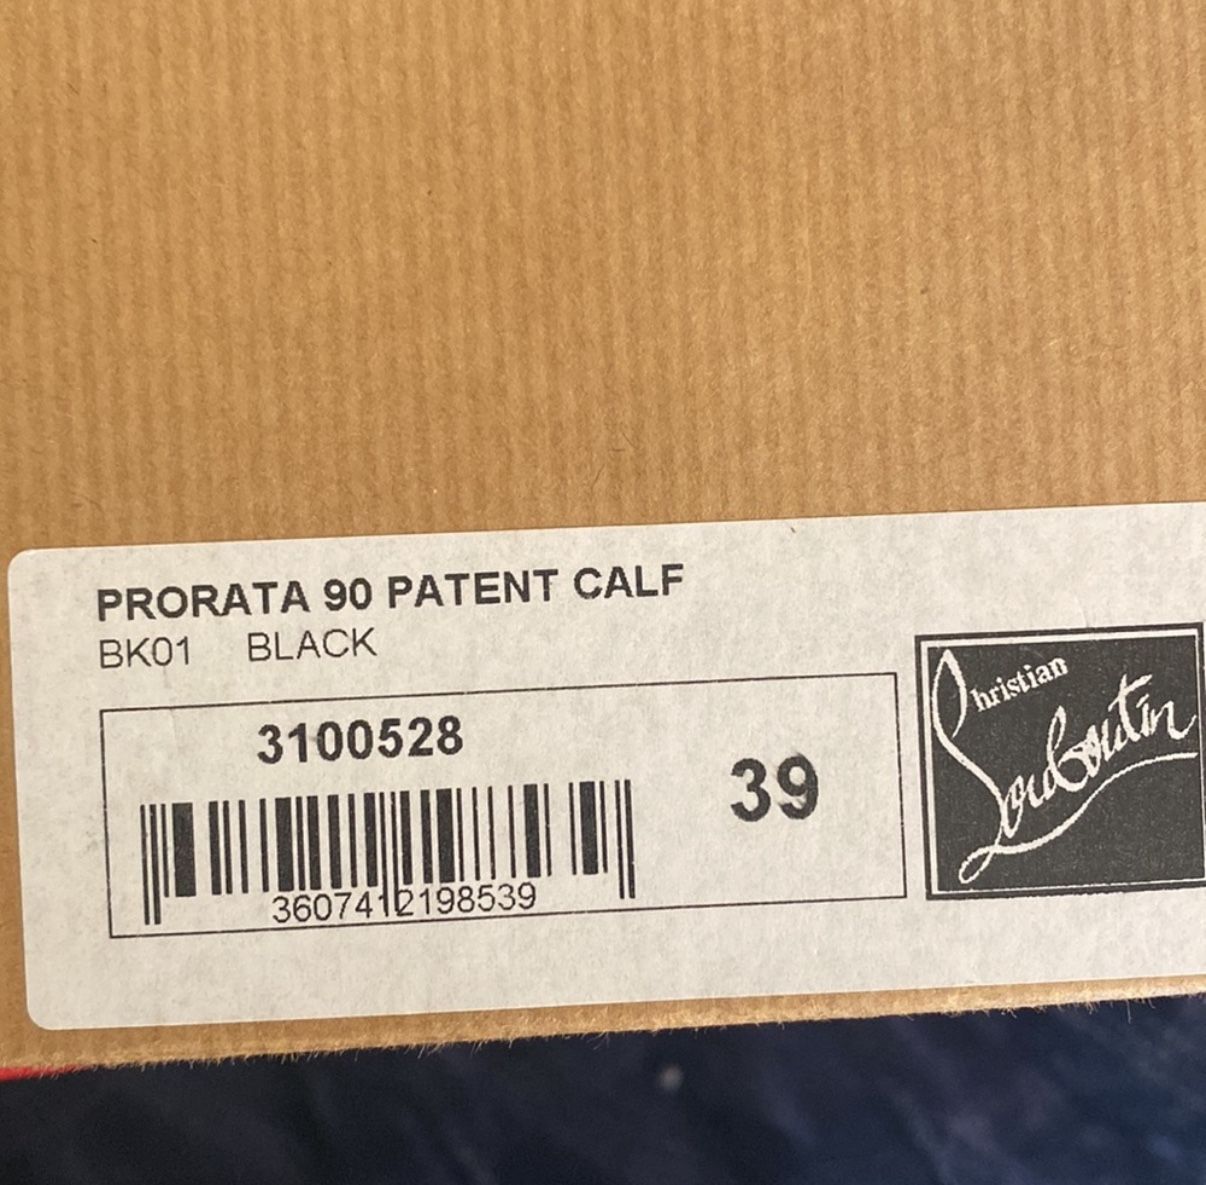 PRORATA 90 PATENT CALF
BK01 BLACK
3100528
39
3607412198539
Christian
Louboutin